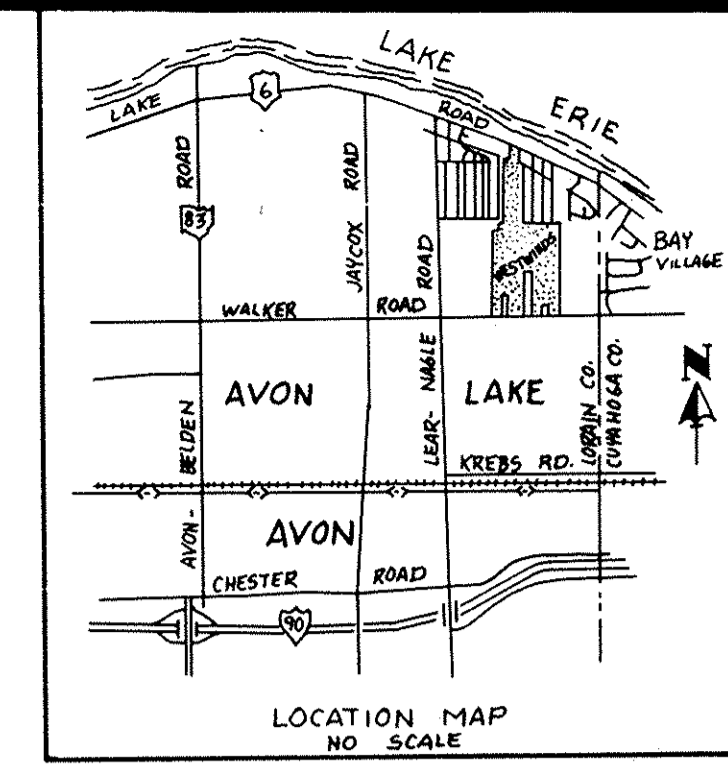 LAKE
ERIE
LAKE
6
ROAD
ROAD
83
ROAD
JAYCOX
ROAD
WESTWINDS
BAY
VILLAGE
WALKER ROAD
N
AVON LAKE
LEAR- NAGLE
LORAIN CO.
CUYAHOGA CO.
BELDEN
AVON-
KREBS RD.
AVON
CHESTER ROAD
90
LOCATION MAP
NO SCALE